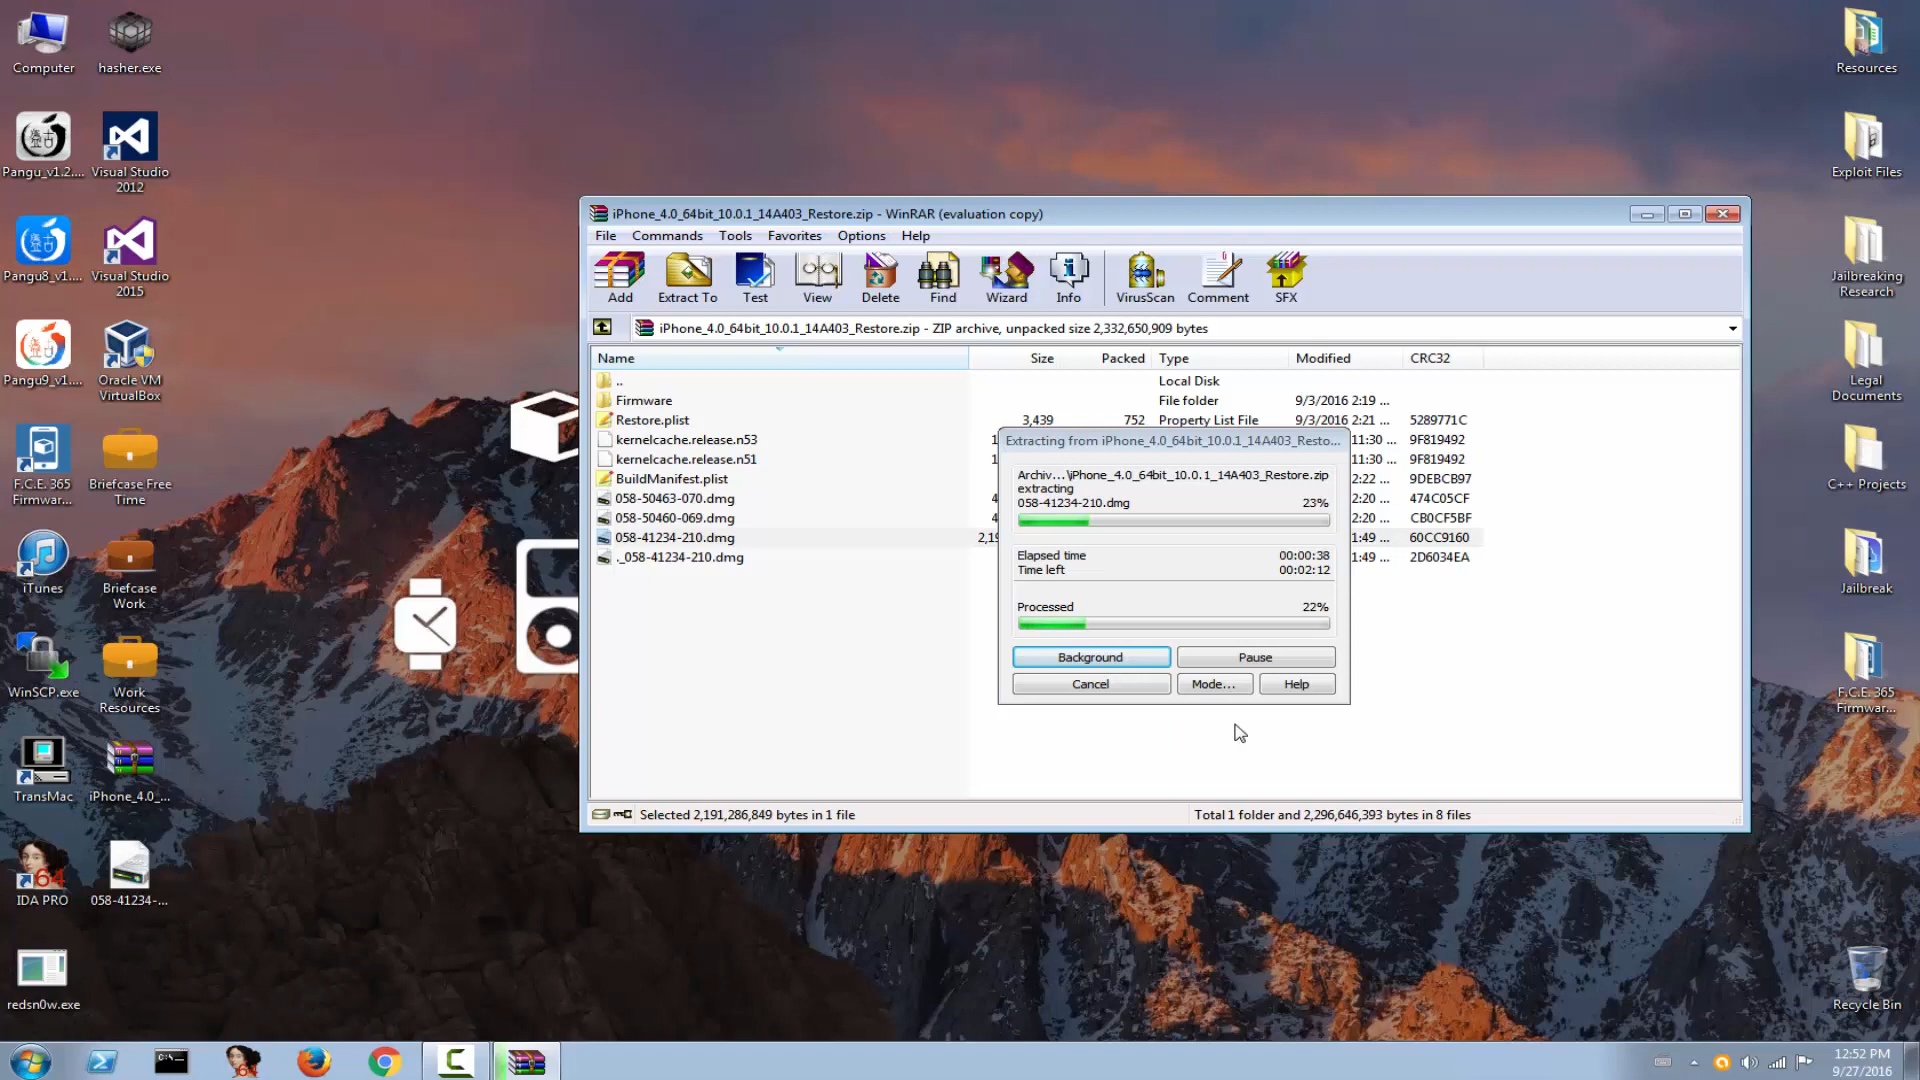 Computer
hasher.exe
Pangu_v1.2....
Visual Studio
2012
Pangu8_v1....
Visual Studio
2015
Pangu9_v1....
Oracle VM
VirtualBox
F.C.E. 365
Firmwar...
Briefcase Free
Time
iTunes
Briefcase
Work
WinSCP.exe
Work
Resources
TransMac
iPhone_4.0_...
64
IDA PRO
058-41234-...
redsn0w.exe
iPhone_4.0_64bit_10.0.1_14A403_Restore.zip - WinRAR (evaluation copy)
File Commands Tools Favorites Options Help
Add Extract To Test View Delete Find Wizard Info VirusScan Comment SFX
iPhone_4.0_64bit_10.0.1_14A403_Restore.zip - ZIP archive, unpacked size 2,332,650,909 bytes
Name Size Packed Type Modified CRC32
.. Local Disk
Firmware File folder 9/3/2016 2:19 ...
Restore.plist 3,439 752 Property List File 9/3/2016 2:21 ... 5289771C
kernelcache.release.n53 1 11:30 ... 9F819492
kernelcache.release.n51 1 11:30 ... 9F819492
BuildManifest.plist 2:22 ... 9DEBCB97
058-50463-070.dmg 4 2:20 ... 474C05CF
058-50460-069.dmg 4 2:20 ... CB0CF5BF
058-41234-210.dmg 2,19 1:49 ... 60CC9160
._058-41234-210.dmg 1:49 ... 2D6034EA
Extracting from iPhone_4.0_64bit_10.0.1_14A403_Resto...
Archiv...\iPhone_4.0_64bit_10.0.1_14A403_Restore.zip
extracting
058-41234-210.dmg 23%
Elapsed time 00:00:38
Time left 00:02:12
Processed 22%
Background Pause
Cancel Mode... Help
Selected 2,191,286,849 bytes in 1 file
Total 1 folder and 2,296,646,393 bytes in 8 files
Resources
Exploit Files
Jailbreaking
Research
Legal
Documents
C++ Projects
Jailbreak
F.C.E. 365
Firmwar...
Recycle Bin
C:\_
64
12:52 PM
9/27/2016